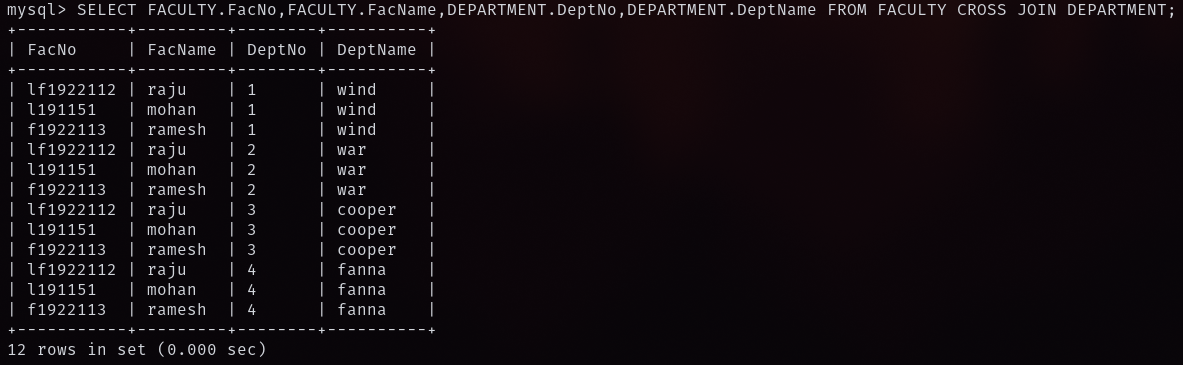 mysql> SELECT FACULTY.FacNo,FACULTY.FacName,DEPARTMENT.DeptNo,DEPARTMENT.DeptName FROM FACULTY CROSS JOIN DEPARTMENT;
+-----------+---------+--------+----------+
| FacNo     | FacName | DeptNo | DeptName |
+-----------+---------+--------+----------+
| lf1922112 | raju    | 1      | wind     |
| l191151   | mohan   | 1      | wind     |
| f1922113  | ramesh  | 1      | wind     |
| lf1922112 | raju    | 2      | war      |
| l191151   | mohan   | 2      | war      |
| f1922113  | ramesh  | 2      | war      |
| lf1922112 | raju    | 3      | cooper   |
| l191151   | mohan   | 3      | cooper   |
| f1922113  | ramesh  | 3      | cooper   |
| lf1922112 | raju    | 4      | fanna    |
| l191151   | mohan   | 4      | fanna    |
| f1922113  | ramesh  | 4      | fanna    |
+-----------+---------+--------+----------+
12 rows in set (0.000 sec)